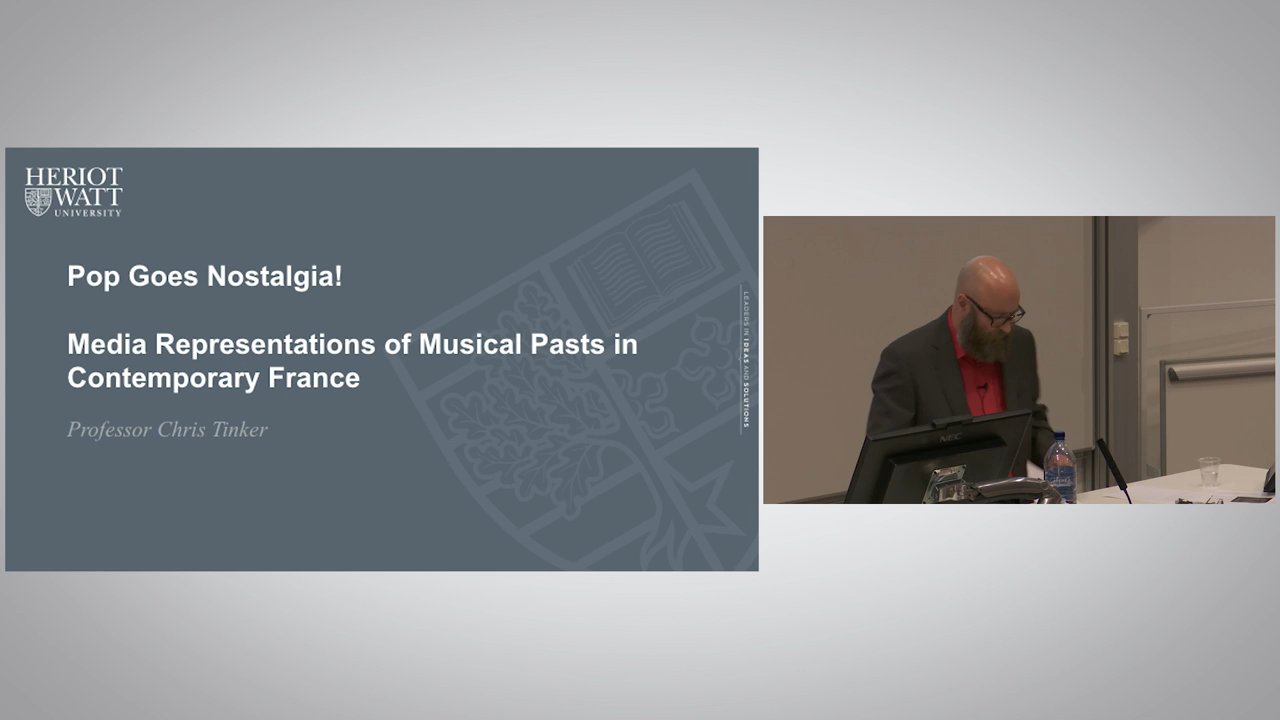 HERIOT
WATT
UNIVERSITY
Pop Goes Nostalgia!
Media Representations of Musical Pasts in
Contemporary France
Professor Chris Tinker
LEADERS IN IDEAS AND SOLUTIONS
NEC